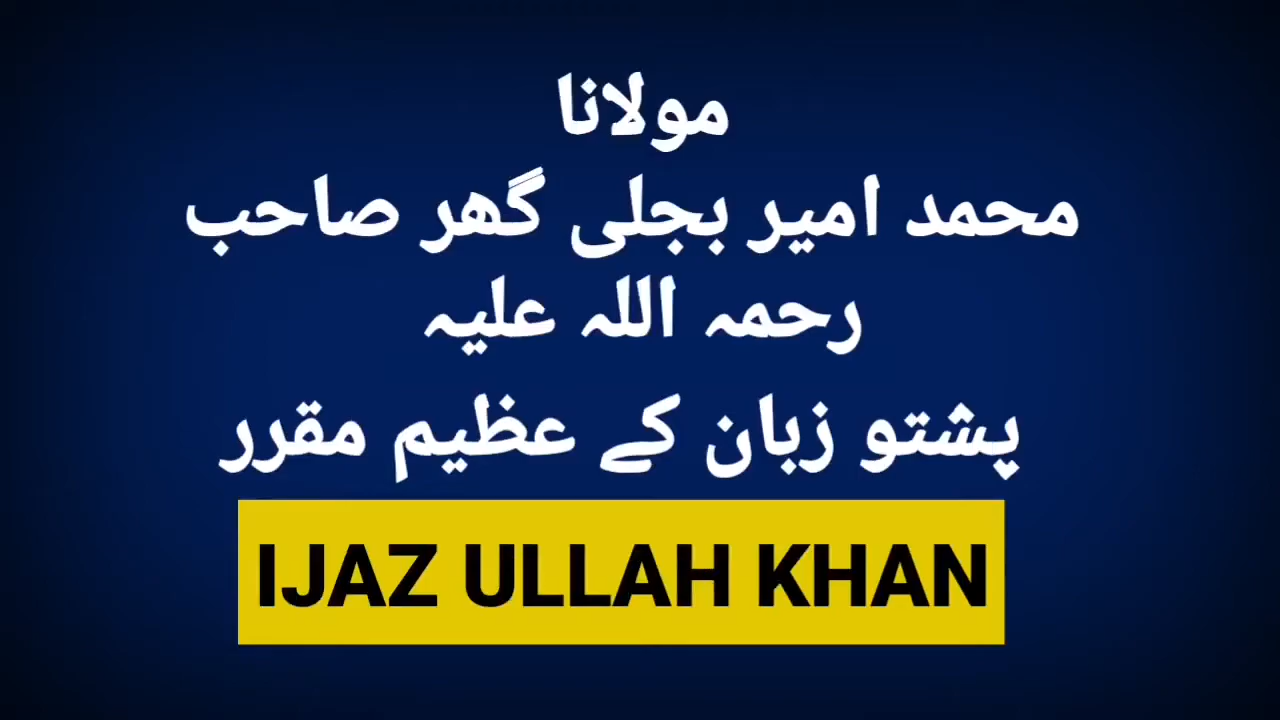 مولانا
محمد امیر بجلی گھر صاحب
رحمہ اللہ علیہ
پشتو زبان کے عظیم مقرر
IJAZ ULLAH KHAN